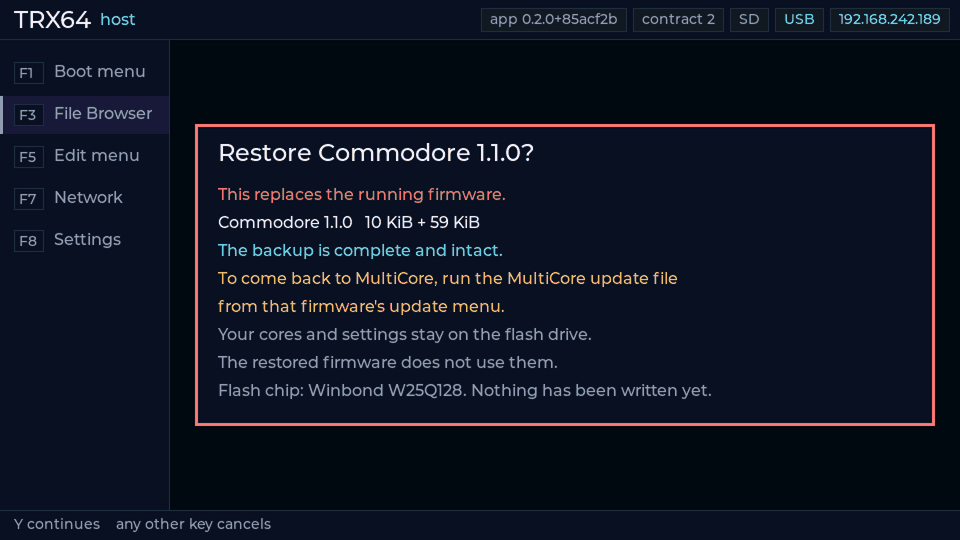 TRX64 host
app 0.2.0+85acf2b contract 2 SD USB 192.168.242.189
F1 Boot menu
F3 File Browser
F5 Edit menu
F7 Network
F8 Settings
Restore Commodore 1.1.0?
This replaces the running firmware.
Commodore 1.1.0 10 KiB + 59 KiB
The backup is complete and intact.
To come back to MultiCore, run the MultiCore update file
from that firmware's update menu.
Your cores and settings stay on the flash drive.
The restored firmware does not use them.
Flash chip: Winbond W25Q128. Nothing has been written yet.
Y continues any other key cancels